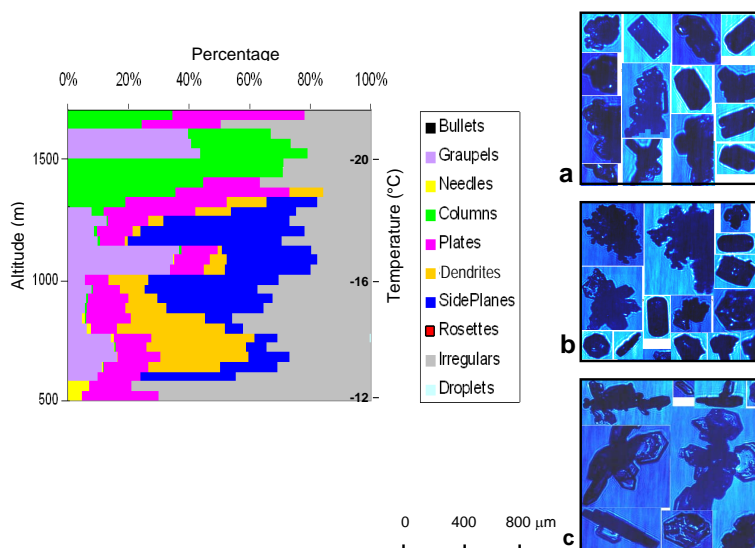 Percentage
0% 20% 40% 60% 80% 100%
Altitude (m)
1500
1000
500
-20
-16
-12
Temperature (°C)
Bullets
Graupels
Needles
Columns
Plates
Dendrites
SidePlanes
Rosettes
Irregulars
Droplets
a
b
c
0 400 800 µm